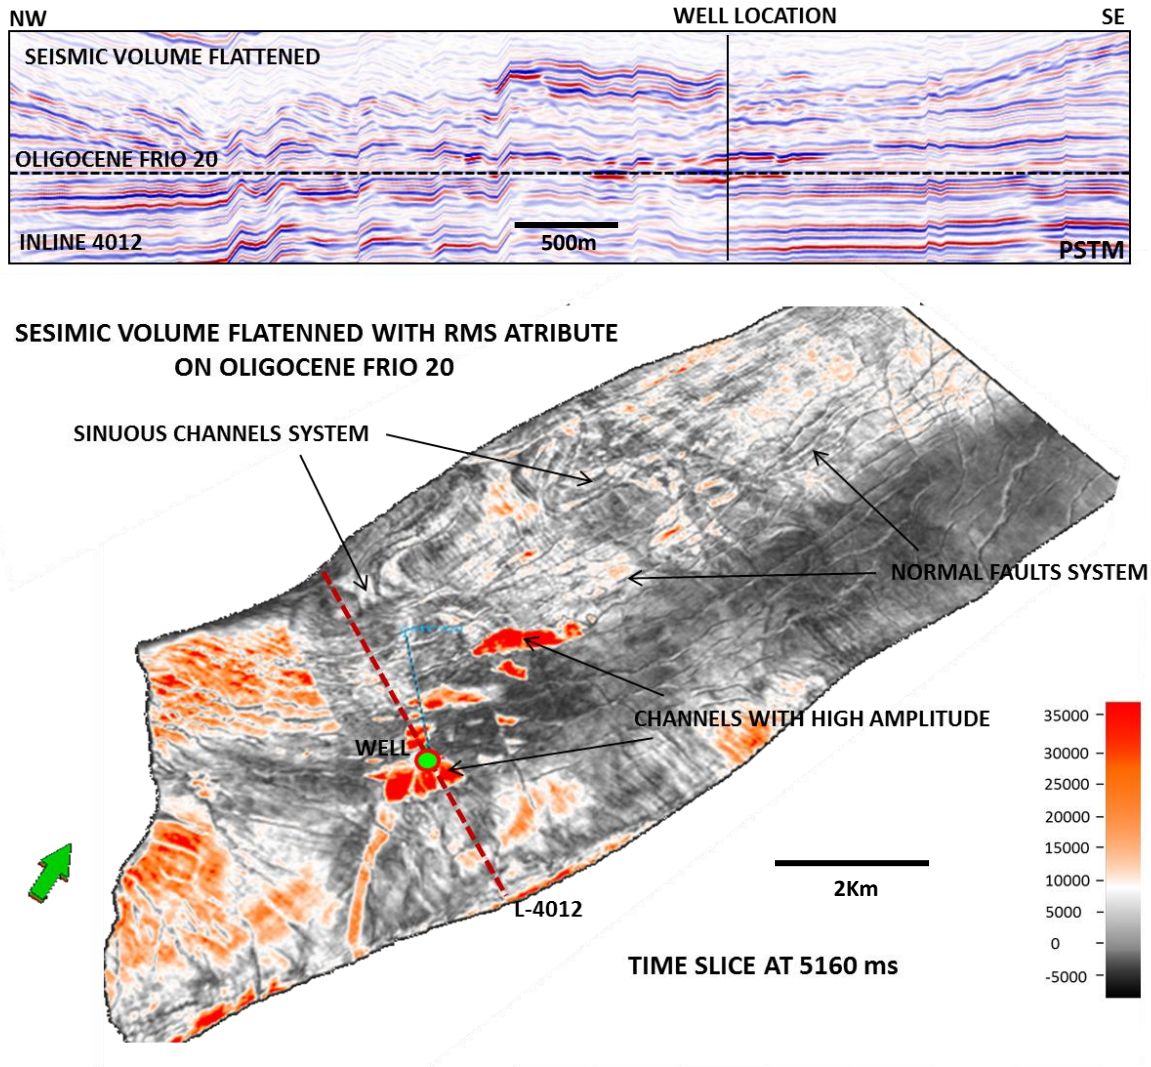 NW
WELL LOCATION
SE
SEISMIC VOLUME FLATTENED
OLIGOCENE FRIO 20
INLINE 4012
500m
PSTM
SESIMIC VOLUME FLATENNED WITH RMS ATRIBUTE
ON OLIGOCENE FRIO 20
SINUOUS CHANNELS SYSTEM
NORMAL FAULTS SYSTEM
CHANNELS WITH HIGH AMPLITUDE
WELL
35000
30000
25000
20000
15000
10000
5000
0
-5000
2Km
L-4012
TIME SLICE AT 5160 ms